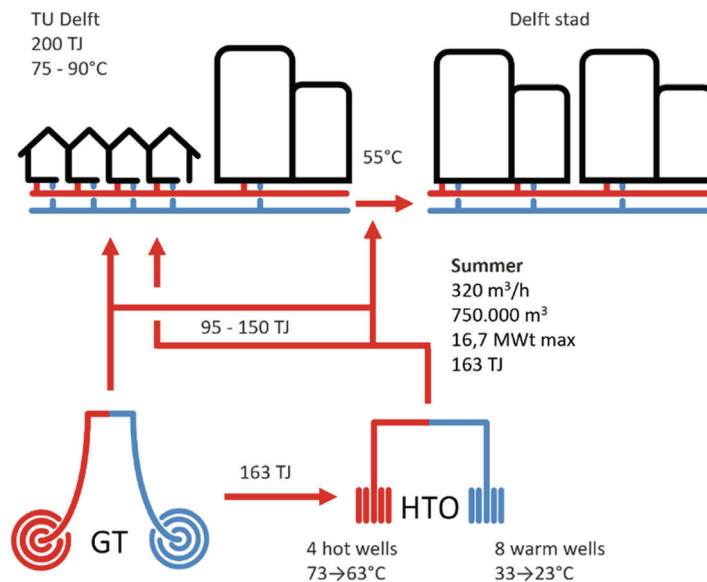 TU Delft
200 TJ
75 - 90°C
Delft stad
55°C
Summer
320 m³/h
750.000 m³
16,7 MWt max
163 TJ
95 - 150 TJ
163 TJ
GT
HTO
4 hot wells
73→63°C
8 warm wells
33→23°C